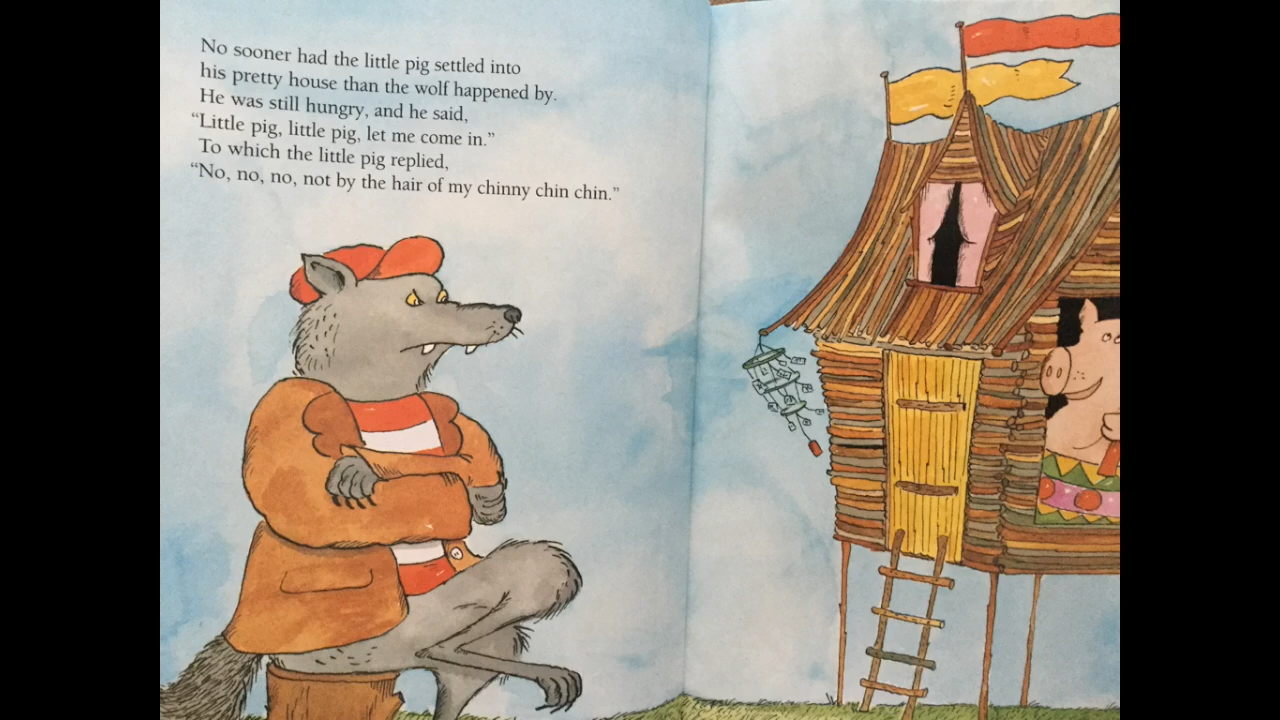 No sooner had the little pig settled into
his pretty house than the wolf happened by.
He was still hungry, and he said,
“Little pig, little pig, let me come in.”
To which the little pig replied,
“No, no, no, not by the hair of my chinny chin chin.”